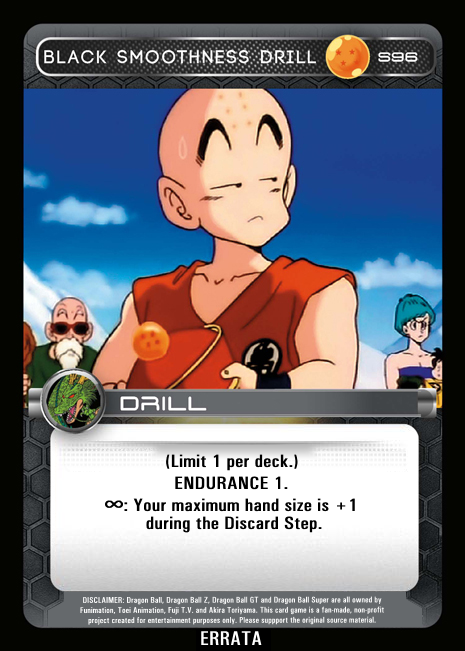 BLACK SMOOTHNESS DRILL S96
DRILL
(Limit 1 per deck.)
ENDURANCE 1.
∞: Your maximum hand size is +1
during the Discard Step.
DISCLAIMER: Dragon Ball, Dragon Ball Z, Dragon Ball GT and Dragon Ball Super are all owned by
Funimation, Toei Animation, Fuji T.V. and Akira Toriyama. This card game is a fan-made, non-profit
project created for entertainment purposes only. Please suppport the original source material.
ERRATA